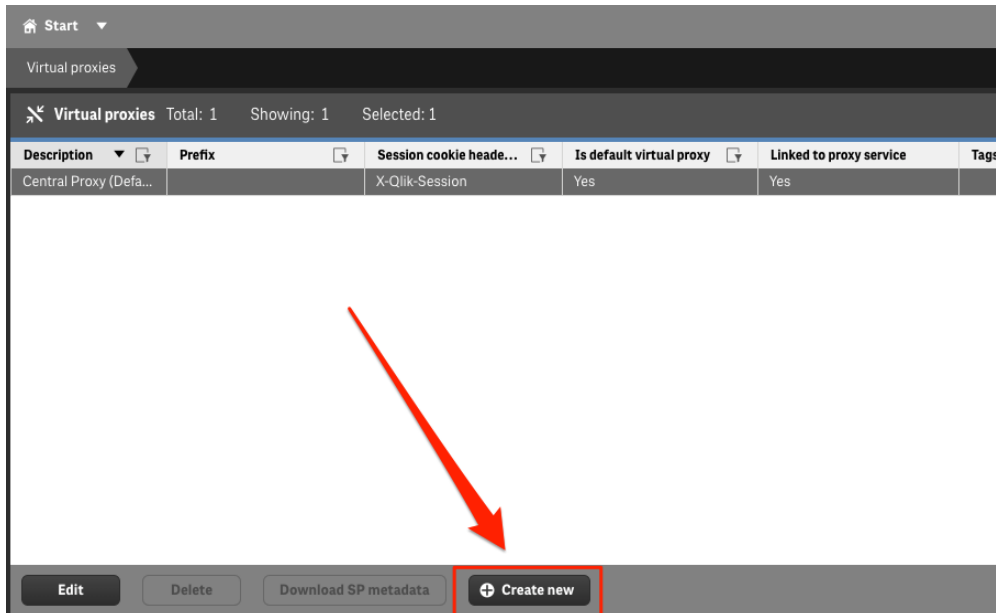 Start
Virtual proxies
Virtual proxies Total: 1 Showing: 1 Selected: 1
Description Prefix Session cookie heade... Is default virtual proxy Linked to proxy service Tags
Central Proxy (Defa... X-Qlik-Session Yes Yes
Edit Delete Download SP metadata Create new